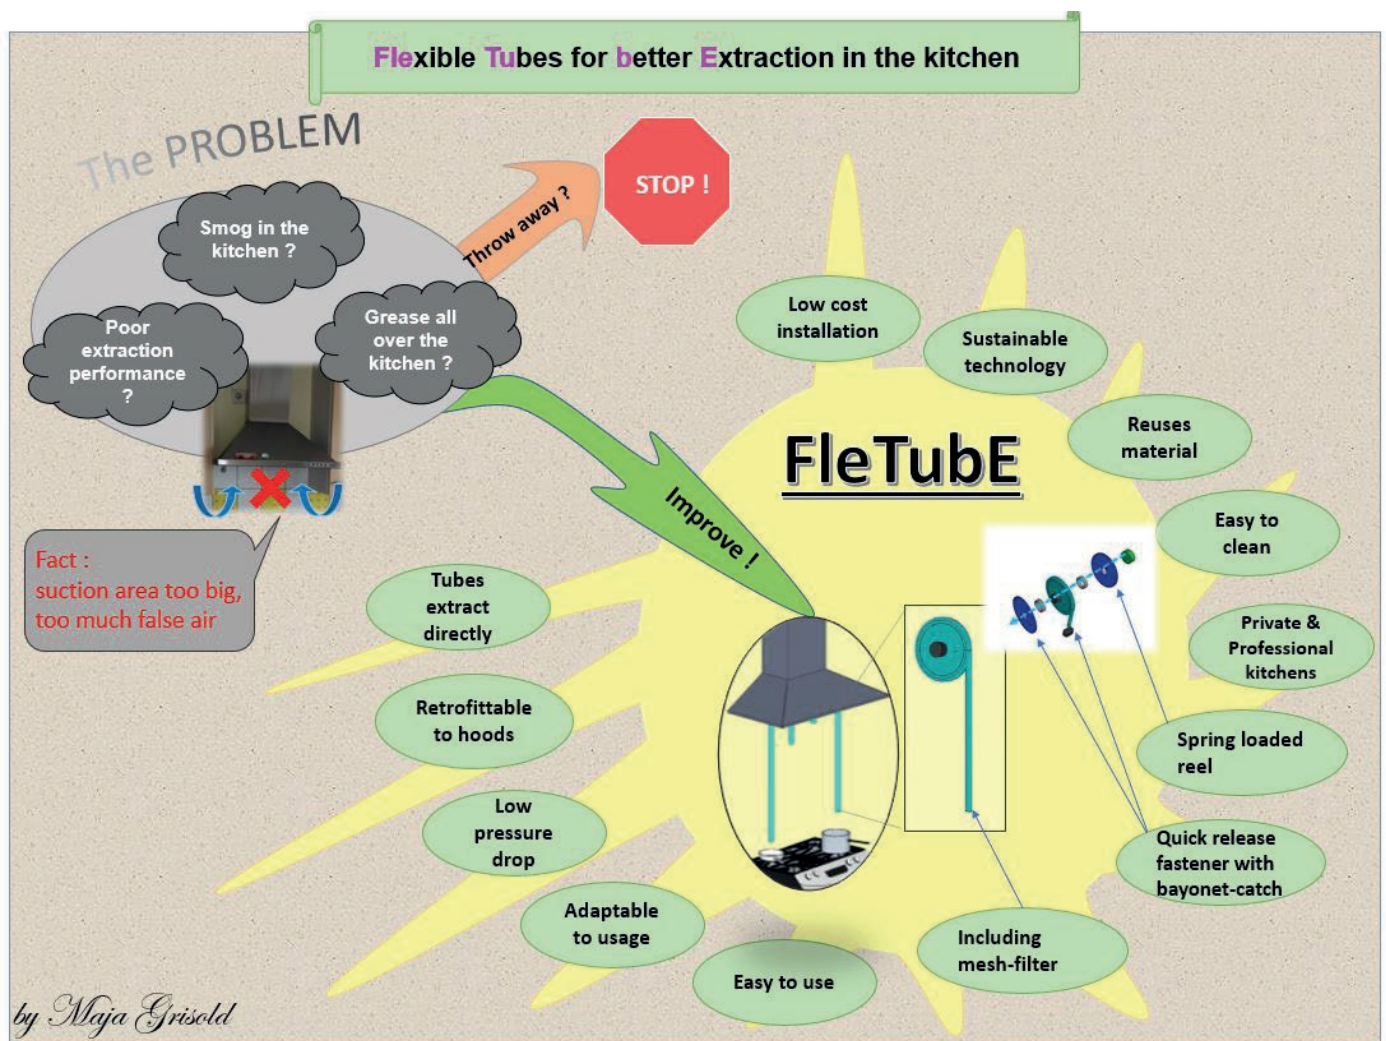 Flexible Tubes for better Extraction in the kitchen
The PROBLEM
Smog in the
kitchen ?
Poor
extraction
performance
?
Grease all
over the
kitchen ?
Throw away ?
STOP !
Fact :
suction area too big,
too much false air
Improve !
FleTubE
Low cost
installation
Sustainable
technology
Reuses
material
Easy to
clean
Private &
Professional
kitchens
Spring loaded
reel
Quick release
fastener with
bayonet-catch
Including
mesh-filter
Easy to use
Adaptable
to usage
Low
pressure
drop
Retrofittable
to hoods
Tubes
extract
directly
by Maja Grisold